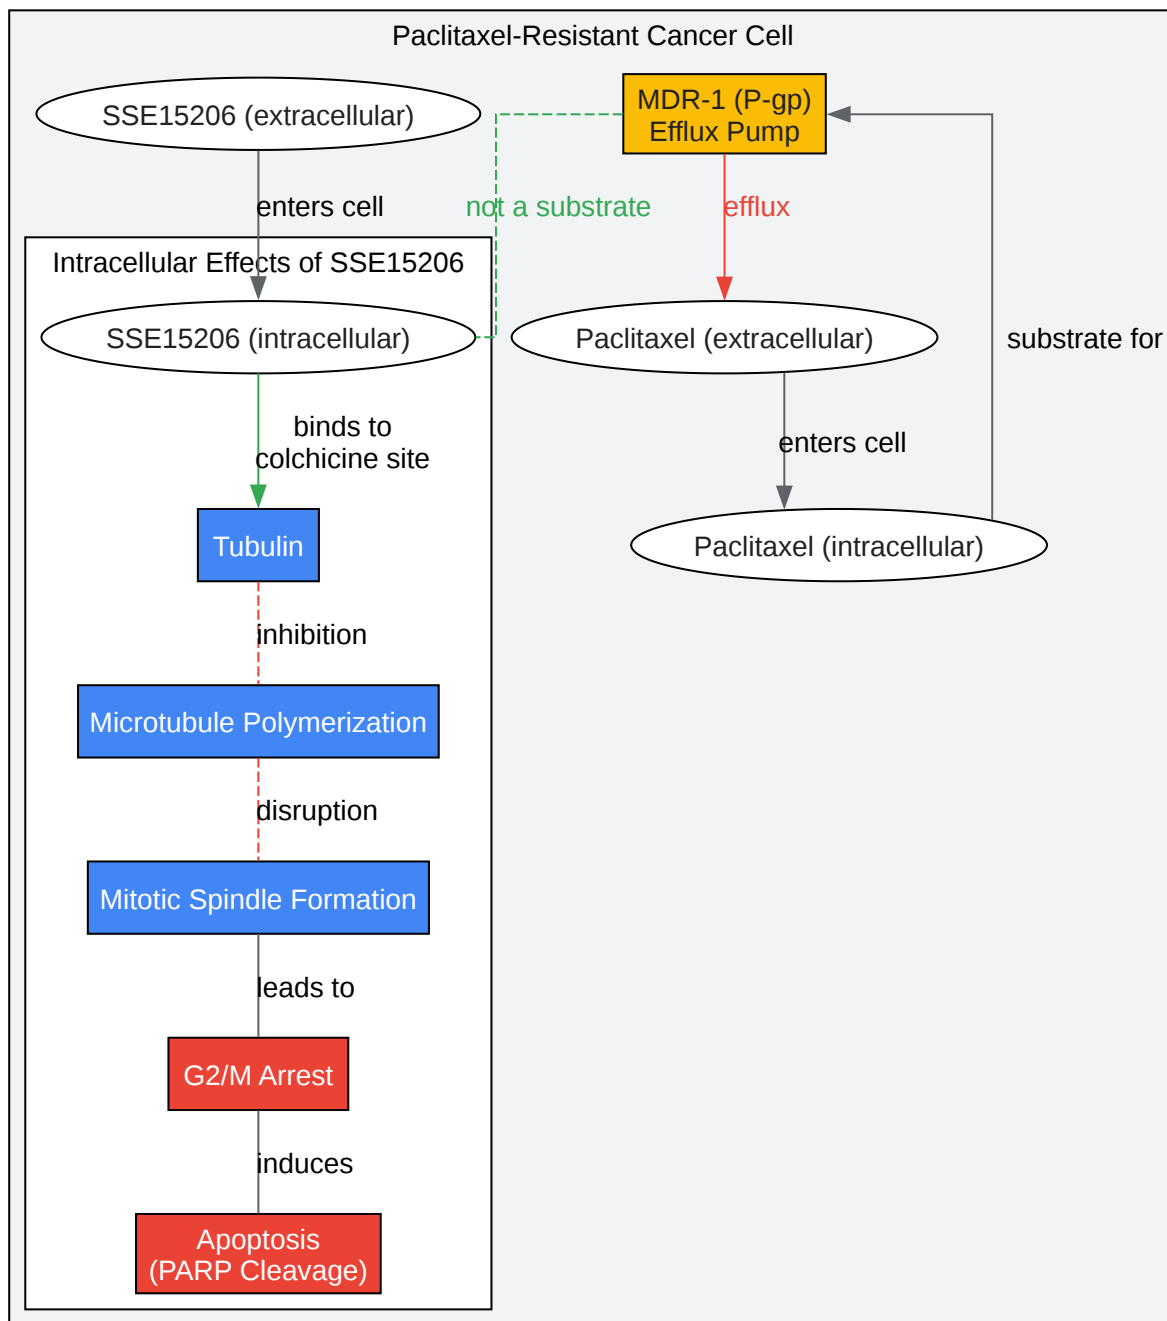 Paclitaxel-Resistant Cancer Cell
SSE15206 (extracellular)
MDR-1 (P-gp)
Efflux Pump
enters cell
not a substrate
efflux
Intracellular Effects of SSE15206
SSE15206 (intracellular)
Paclitaxel (extracellular)
substrate for
binds to
colchicine site
enters cell
Tubulin
Paclitaxel (intracellular)
inhibition
Microtubule Polymerization
disruption
Mitotic Spindle Formation
leads to
G2/M Arrest
induces
Apoptosis
(PARP Cleavage)